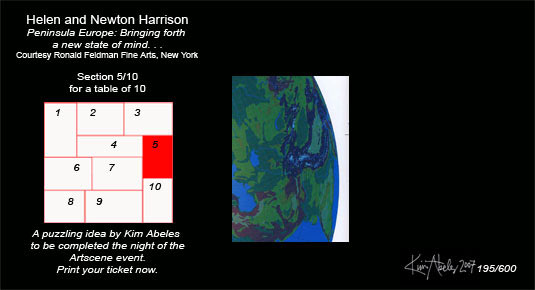 Helen and Newton Harrison
Peninsula Europe: Bringing forth
a new state of mind. . .
Courtesy Ronald Feldman Fine Arts, New York
Section 5/10
for a table of 10
1 2 3
4 5
6 7
10
8 9
A puzzling idea by Kim Abeles
to be completed the night of the
Artscene event.
Print your ticket now.
Kim Abeles 2007 195/600